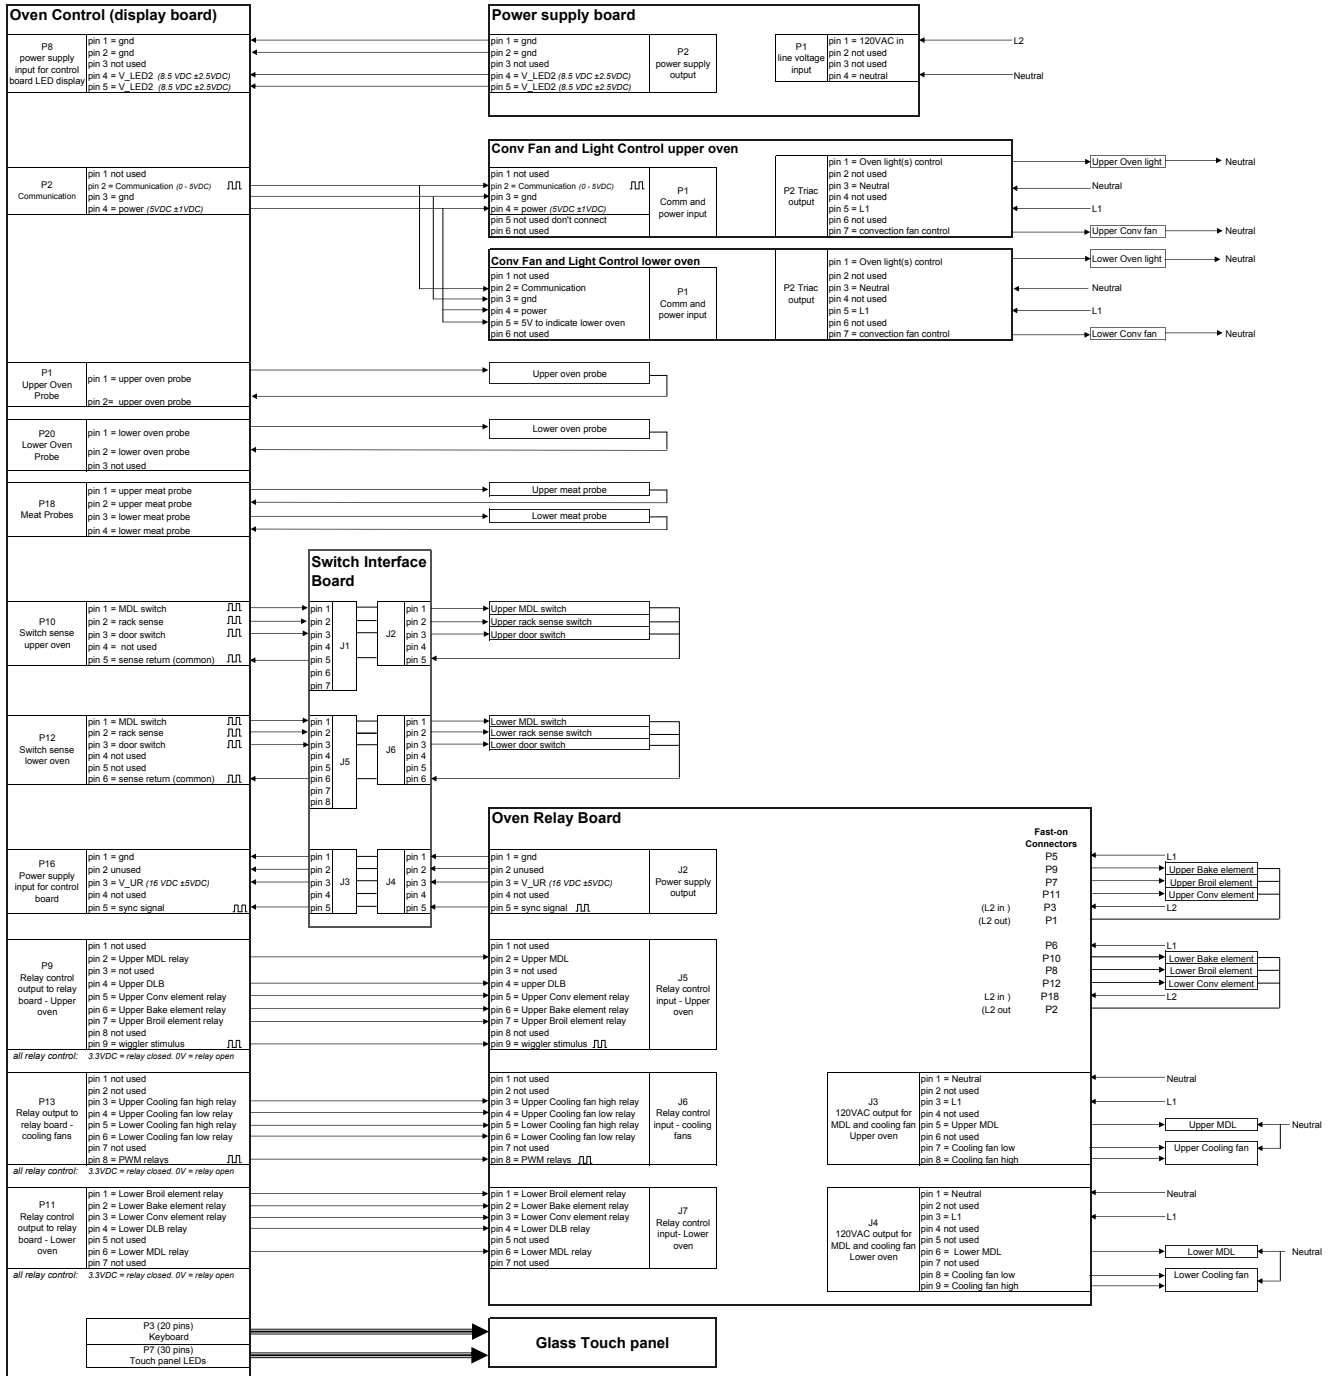 Oven Control (display board)
P8
power supply
input for control
board LED display
pin 1 = gnd
pin 2 = gnd
pin 3 not used
pin 4 = V_LED2 (8.5 VDC ±2.5VDC)
pin 5 = V_LED2 (8.5 VDC ±2.5VDC)
Power supply board
pin 1 = gnd
pin 2 = gnd
pin 3 not used
pin 4 = V_LED2 (8.5 VDC ±2.5VDC)
pin 5 = V_LED2 (8.5 VDC ±2.5VDC)
P2
power supply
output
P1
line voltage
input
pin 1 = 120VAC in
pin 2 not used
pin 3 not used
pin 4 = neutral
L2
Neutral
P2
Communication
pin 1 not used
pin 2 = Communication (0 - 5VDC)
pin 3 = gnd
pin 4 = power (5VDC ±1VDC)
Conv Fan and Light Control upper oven
pin 1 not used
pin 2 = Communication (0 - 5VDC)
pin 3 = gnd
pin 4 = power (5VDC ±1VDC)
pin 5 not used don't connect
pin 6 not used
P1
Comm and
power input
P2 Triac
output
pin 1 = Oven light(s) control
pin 2 not used
pin 3 = Neutral
pin 4 not used
pin 5 = L1
pin 6 not used
pin 7 = convection fan control
Upper Oven light
Neutral
Neutral
L1
Upper Conv fan
Neutral
Conv Fan and Light Control lower oven
pin 1 not used
pin 2 = Communication
pin 3 = gnd
pin 4 = power
pin 5 = 5V to indicate lower oven
pin 6 not used
P1
Comm and
power input
P2 Triac
output
pin 1 = Oven light(s) control
pin 2 not used
pin 3 = Neutral
pin 4 not used
pin 5 = L1
pin 6 not used
pin 7 = convection fan control
Lower Oven light
Neutral
Neutral
L1
Lower Conv fan
Neutral
P1
Upper Oven
Probe
pin 1 = upper oven probe
pin 2= upper oven probe
Upper oven probe
P20
Lower Oven
Probe
pin 1 = lower oven probe
pin 2 = lower oven probe
pin 3 not used
Lower oven probe
P18
Meat Probes
pin 1 = upper meat probe
pin 2 = upper meat probe
pin 3 = lower meat probe
pin 4 = lower meat probe
Upper meat probe
Lower meat probe
Switch Interface
Board
P10
Switch sense
upper oven
pin 1 = MDL switch
pin 2 = rack sense
pin 3 = door switch
pin 4 = not used
pin 5 = sense return (common)
pin 1
pin 2
pin 3
pin 4
pin 5
pin 6
pin 7
J1
J2
pin 1
pin 2
pin 3
pin 4
pin 5
Upper MDL switch
Upper rack sense switch
Upper door switch
P12
Switch sense
lower oven
pin 1 = MDL switch
pin 2 = rack sense
pin 3 = door switch
pin 4 not used
pin 5 not used
pin 6 = sense return (common)
pin 1
pin 2
pin 3
pin 4
pin 5
pin 6
pin 7
pin 8
J5
J6
pin 1
pin 2
pin 3
pin 4
pin 5
pin 6
Lower MDL switch
Lower rack sense switch
Lower door switch
P16
Power supply
input for control
board
pin 1 = gnd
pin 2 unused
pin 3 = V_UR (16 VDC ±5VDC)
pin 4 not used
pin 5 = sync signal
pin 1
pin 2
pin 3
pin 4
pin 5
J3
J4
pin 1
pin 2
pin 3
pin 4
pin 5
Oven Relay Board
pin 1 = gnd
pin 2 unused
pin 3 = V_UR (16 VDC ±5VDC)
pin 4 not used
pin 5 = sync signal
J2
Power supply
output
Fast-on
Connectors
P5
P9
P7
P11
(L2 in ) P3
(L2 out) P1
L1
Upper Bake element
Upper Broil element
Upper Conv element
L2
P6
P10
P8
P12
L2 in ) P18
(L2 out P2
L1
Lower Bake element
Lower Broil element
Lower Conv element
L2
P9
Relay control
output to relay
board - Upper
oven
pin 1 not used
pin 2 = Upper MDL relay
pin 3 = not used
pin 4 = Upper DLB
pin 5 = Upper Conv element relay
pin 6 = Upper Bake element relay
pin 7 = Upper Broil element relay
pin 8 not used
pin 9 = wiggler stimulus
all relay control: 3.3VDC = relay closed. 0V = relay open
pin 1 not used
pin 2 = Upper MDL
pin 3 = not used
pin 4 = upper DLB
pin 5 = Upper Conv element relay
pin 6 = Upper Bake element relay
pin 7 = Upper Broil element relay
pin 8 not used
pin 9 = wiggler stimulus
J5
Relay control
input - Upper
oven
P13
Relay output to
relay board -
cooling fans
pin 1 not used
pin 2 not used
pin 3 = Upper Cooling fan high relay
pin 4 = Upper Cooling fan low relay
pin 5 = Lower Cooling fan high relay
pin 6 = Lower Cooling fan low relay
pin 7 not used
pin 8 = PWM relays
all relay control: 3.3VDC = relay closed. 0V = relay open
pin 1 not used
pin 2 not used
pin 3 = Upper Cooling fan high relay
pin 4 = Upper Cooling fan low relay
pin 5 = Lower Cooling fan high relay
pin 6 = Lower Cooling fan low relay
pin 7 not used
pin 8 = PWM relays
J6
Relay control
input - cooling
fans
J3
120VAC output for
MDL and cooling fan
Upper oven
pin 1 = Neutral
pin 2 not used
pin 3 = L1
pin 4 not used
pin 5 = Upper MDL
pin 6 not used
pin 7 = Cooling fan low
pin 8 = Cooling fan high
Neutral
L1
Upper MDL
Neutral
Upper Cooling fan
P11
Relay control
output to relay
board - Lower
oven
pin 1 = Lower Broil element relay
pin 2 = Lower Bake element relay
pin 3 = Lower Conv element relay
pin 4 = Lower DLB relay
pin 5 not used
pin 6 = Lower MDL relay
pin 7 not used
all relay control: 3.3VDC = relay closed. 0V = relay open
pin 1 = Lower Broil element relay
pin 2 = Lower Bake element relay
pin 3 = Lower Conv element relay
pin 4 = Lower DLB relay
pin 5 not used
pin 6 = Lower MDL relay
pin 7 not used
J7
Relay control
input- Lower
oven
J4
120VAC output for
MDL and cooling fan
Lower oven
pin 1 = Neutral
pin 2 not used
pin 3 = L1
pin 4 not used
pin 5 not used
pin 6 = Lower MDL
pin 7 not used
pin 8 = Cooling fan low
pin 9 = Cooling fan high
Neutral
L1
Lower MDL
Neutral
Lower Cooling fan
P3 (20 pins)
Keyboard
P7 (30 pins)
Touch panel LEDs
Glass Touch panel